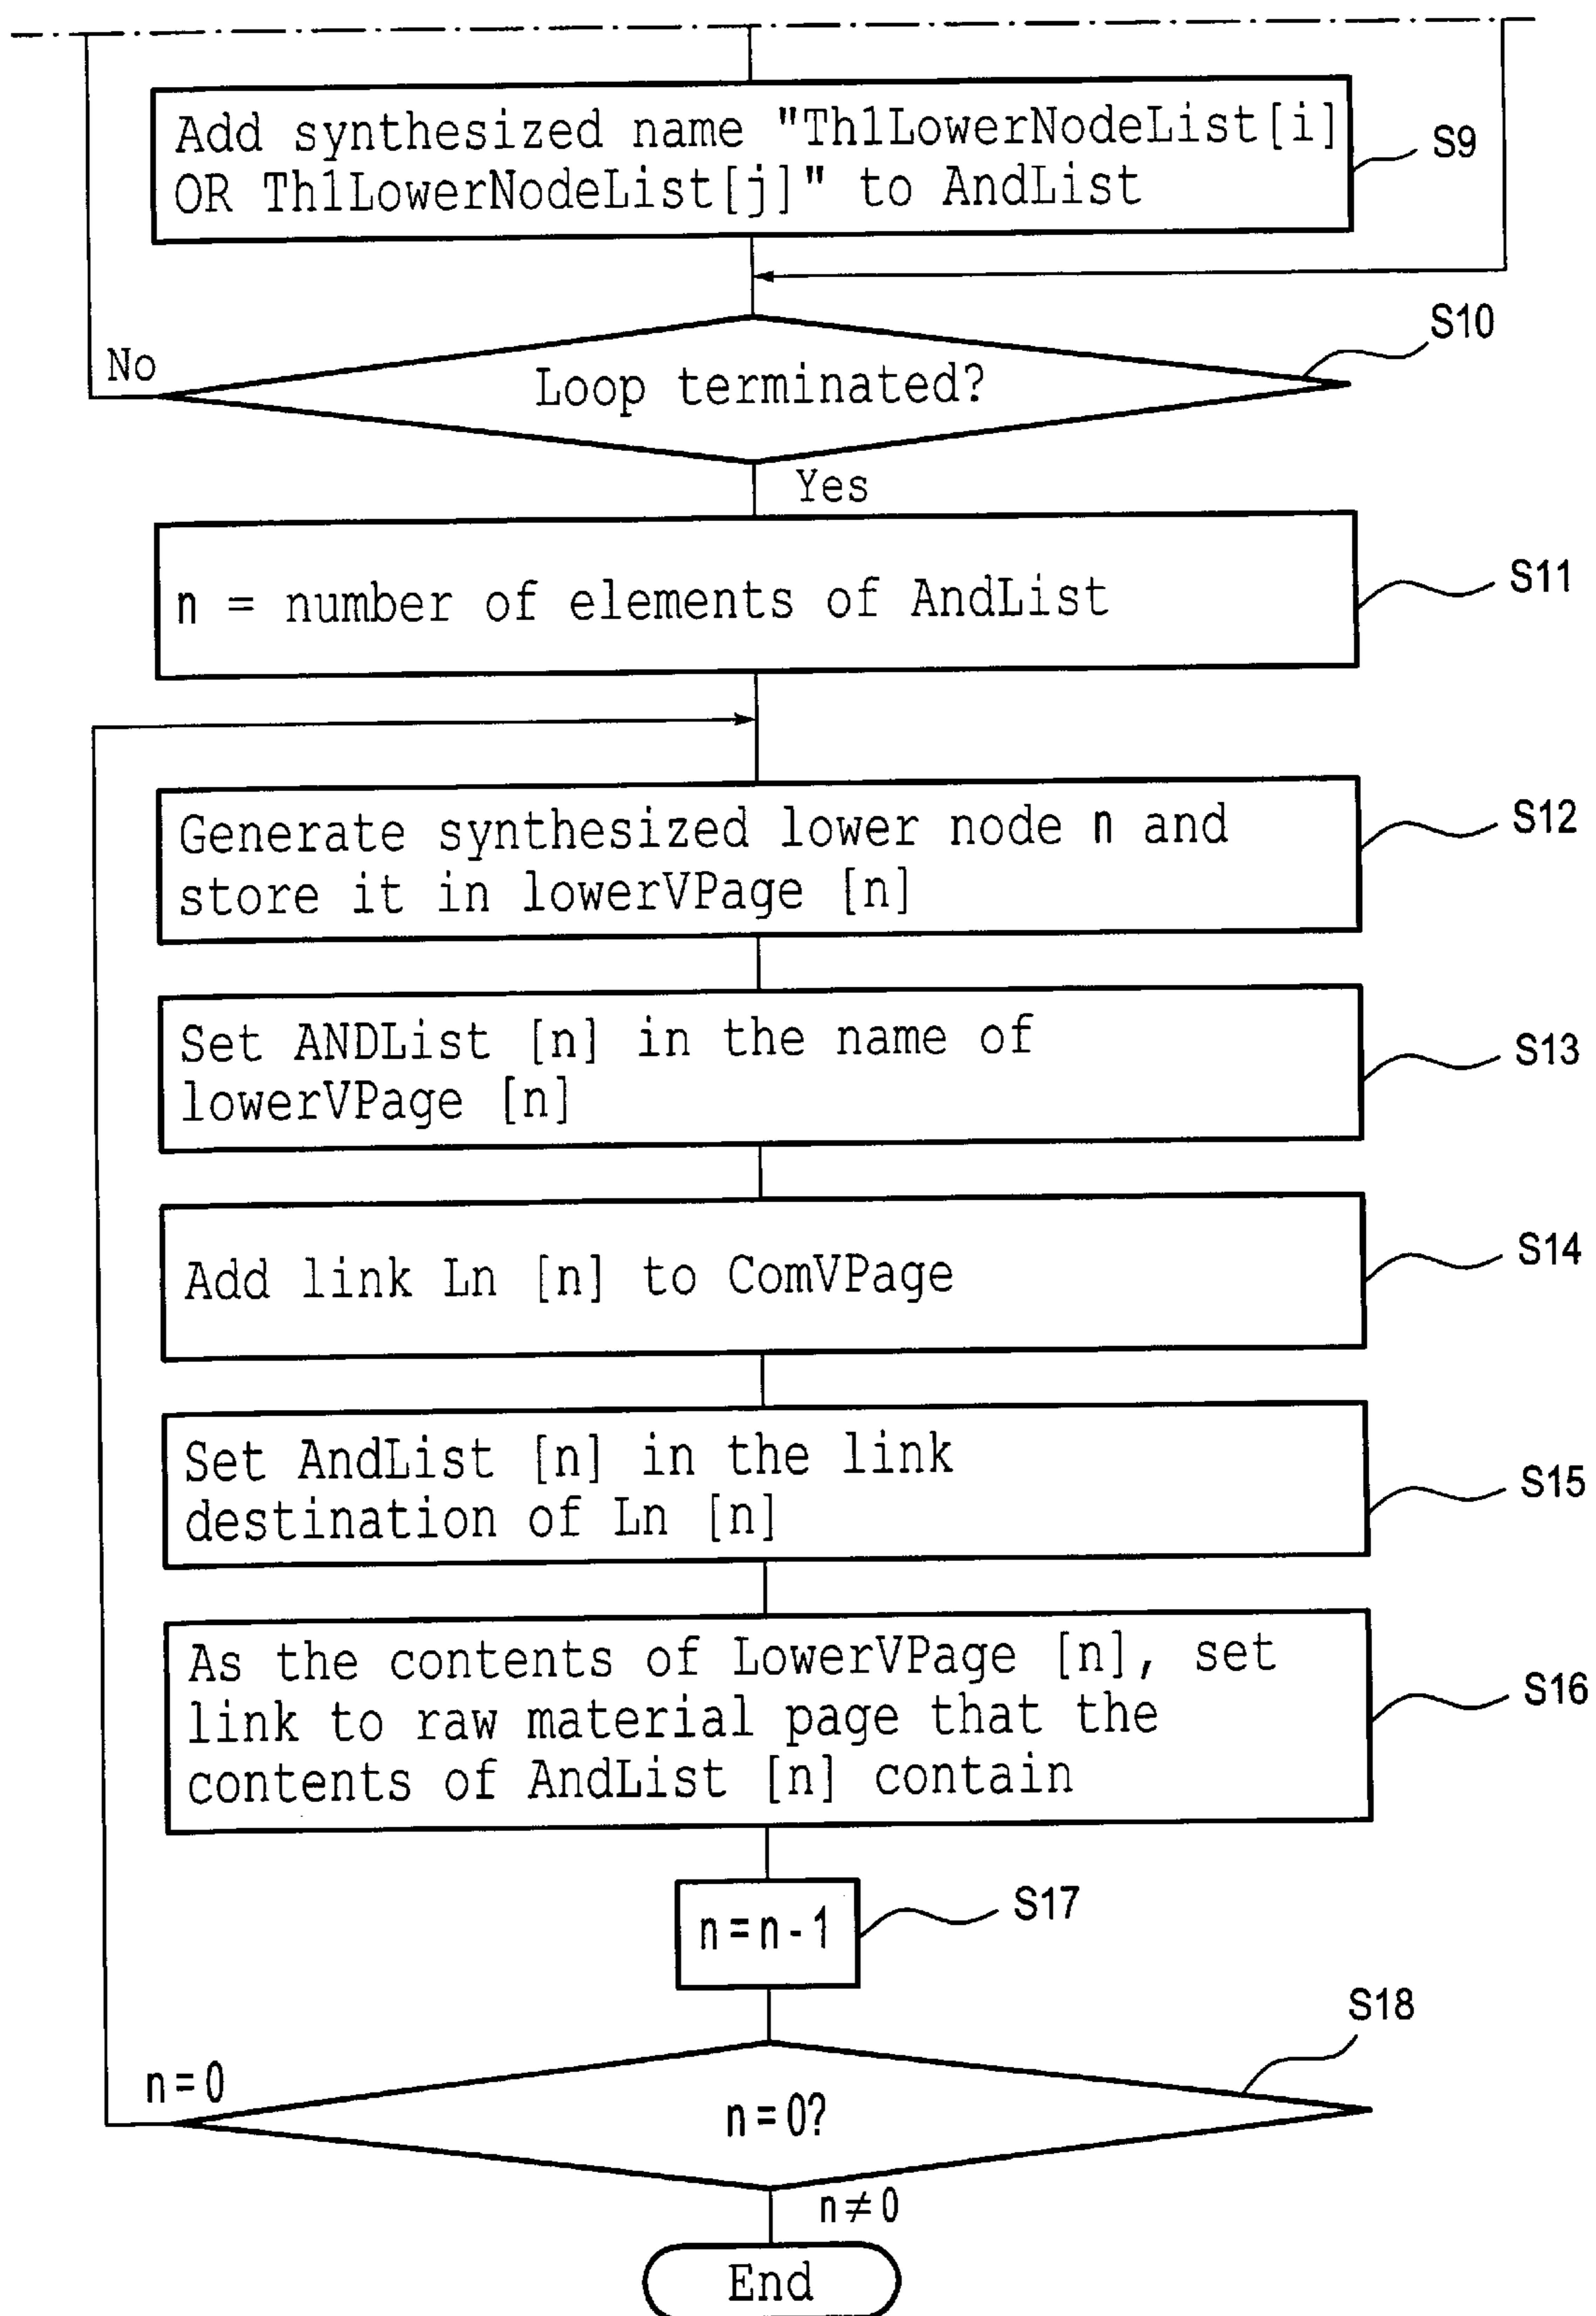 Add synthesized name "Th1LowerNodeList[i]
OR Th1LowerNodeList[j]" to AndList
S9
S10
No
Loop terminated?
Yes
n = number of elements of AndList
S11
Generate synthesized lower node n and
store it in lowerVPage [n]
S12
Set ANDList [n] in the name of
lowerVPage [n]
S13
Add link Ln [n] to ComVPage
S14
Set AndList [n] in the link
destination of Ln [n]
S15
As the contents of LowerVPage [n], set
link to raw material page that the
contents of AndList [n] contain
S16
n=n-1
S17
S18
n=0
n=0?
n≠0
End